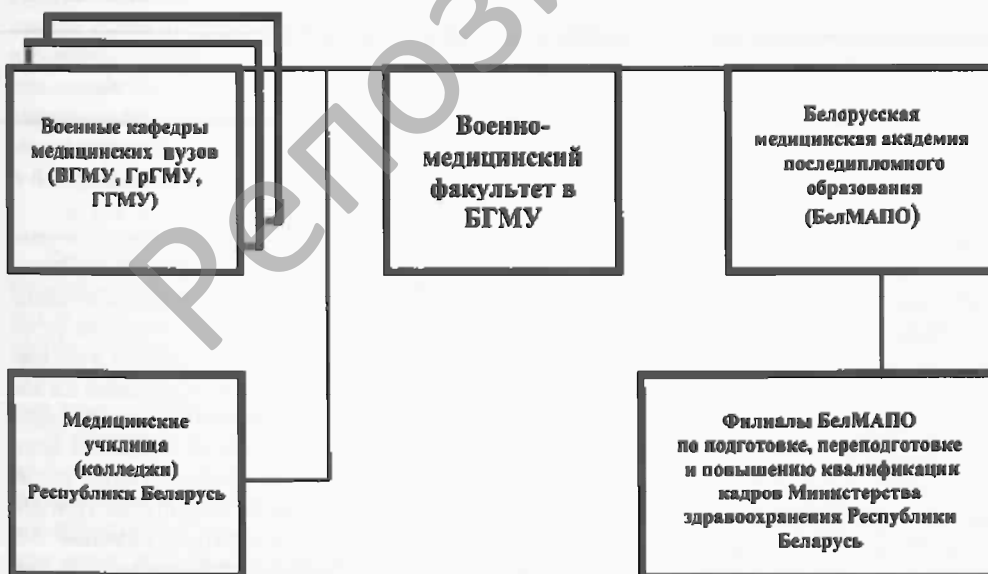 Военные кафедры
медицинских вузов
(ВГМУ, ГрГМУ,
ГГМУ)
Военно-
медицинский
факультет в
БГМУ
Белорусская
медицинская академия
последипломного
образования
(БелМАПО)
Медицинские
училища
(колледжи)
Республики Беларусь
Филиалы БелМАПО
по подготовке, переподготовке
и повышению квалификации
кадров Министерства
здравоохранения Республики
Беларусь